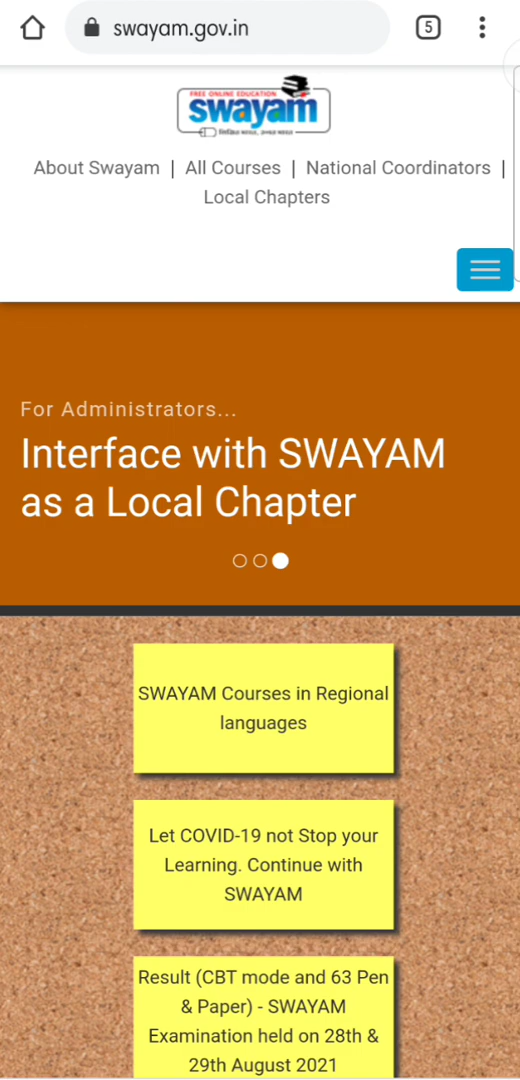 swayam.gov.in
5
FREE ONLINE EDUCATION
swayam
About Swayam | All Courses | National Coordinators |
Local Chapters
For Administrators...
Interface with SWAYAM
as a Local Chapter
SWAYAM Courses in Regional
languages
Let COVID-19 not Stop your
Learning. Continue with
SWAYAM
Result (CBT mode and 63 Pen
& Paper) - SWAYAM
Examination held on 28th &
29th August 2021